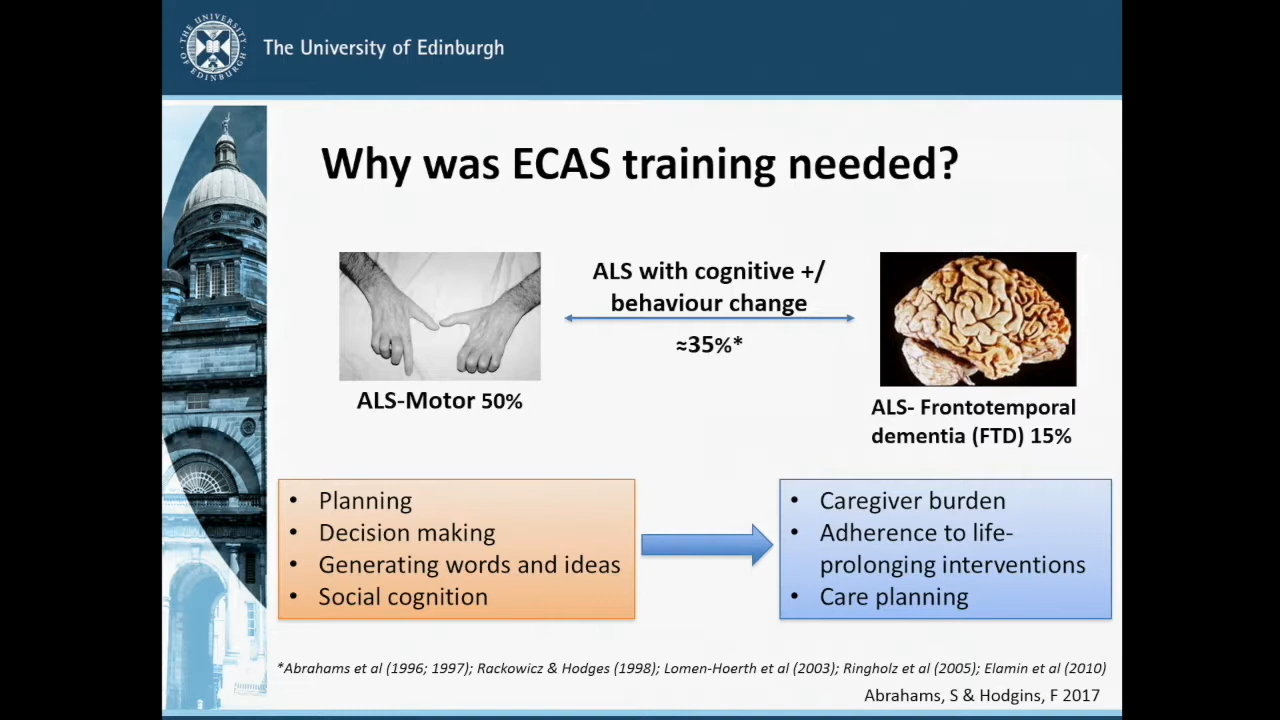 THE UNIVERSITY OF EDINBURGH
The University of Edinburgh
Why was ECAS training needed?
ALS with cognitive +/
behaviour change
≈35%*
ALS-Motor 50%
ALS- Frontotemporal
dementia (FTD) 15%
• Planning
• Decision making
• Generating words and ideas
• Social cognition
• Caregiver burden
• Adherence to life-
prolonging interventions
• Care planning
*Abrahams et al (1996; 1997); Rackowicz & Hodges (1998); Lomen-Hoerth et al (2003); Ringholz et al (2005); Elamin et al (2010)
Abrahams, S & Hodgins, F 2017